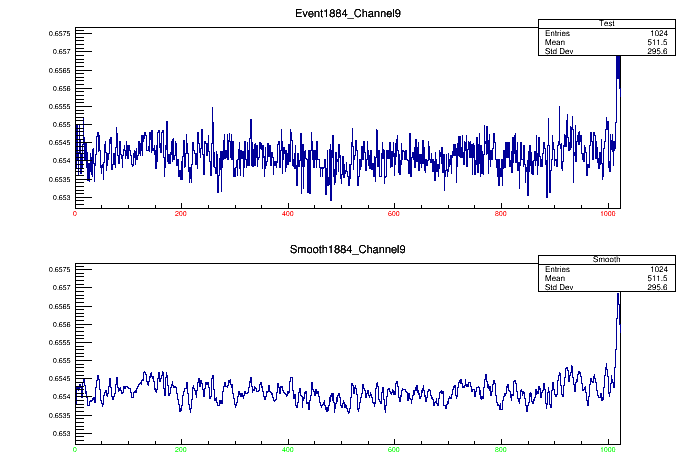 Event1884_Channel9
Test
Entries 1024
Mean 511.5
Std Dev 295.6
0.6575
0.657
0.6565
0.656
0.6555
0.655
0.6545
0.654
0.6535
0.653
0 200 400 600 800 1000
Smooth1884_Channel9
Smooth
Entries 1024
Mean 511.5
Std Dev 295.6
0.6575
0.657
0.6565
0.656
0.6555
0.655
0.6545
0.654
0.6535
0.653
0 200 400 600 800 1000